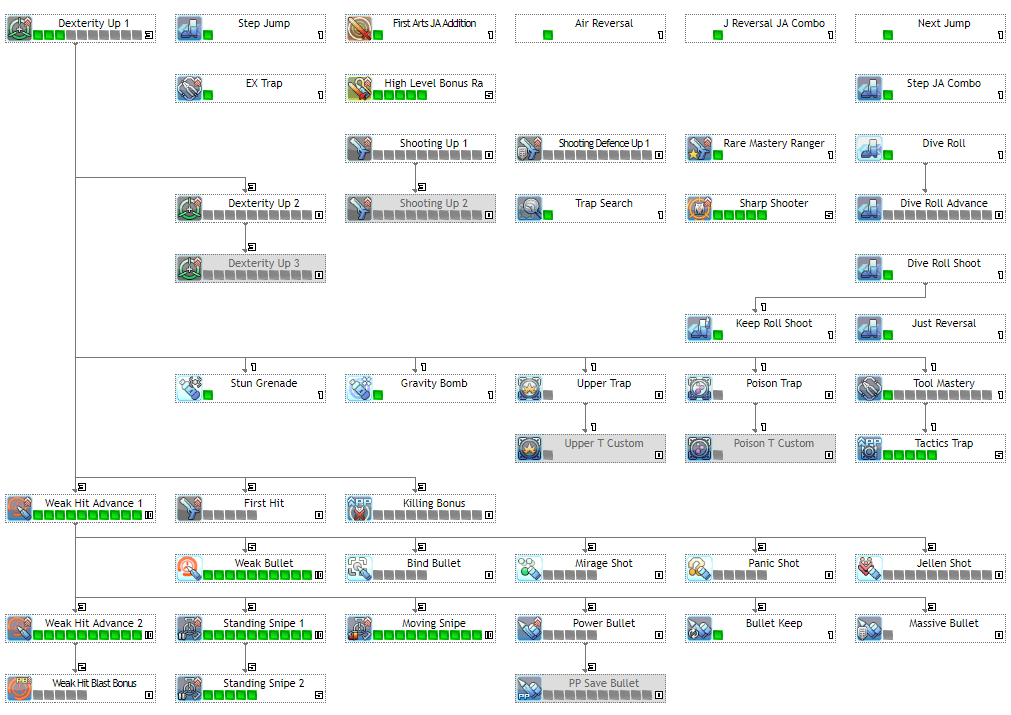 Dexterity Up 1
3
Step Jump
1
First Arts JA Addition
1
Air Reversal
1
J Reversal JA Combo
1
Next Jump
1
EX Trap
1
High Level Bonus Ra
5
Step JA Combo
1
Shooting Up 1
0
Shooting Defence Up 1
0
Rare Mastery Ranger
1
Dive Roll
1
3
3
Dexterity Up 2
0
Shooting Up 2
0
Trap Search
1
Sharp Shooter
5
Dive Roll Advance
0
3
Dexterity Up 3
0
Dive Roll Shoot
1
1
Keep Roll Shoot
1
Just Reversal
1
1
1
1
1
1
Stun Grenade
1
Gravity Bomb
1
Upper Trap
0
Poison Trap
0
Tool Mastery
1
1
1
1
Upper T Custom
0
Poison T Custom
0
Tactics Trap
5
3
3
3
Weak Hit Advance 1
10
First Hit
0
Killing Bonus
0
5
3
3
3
3
Weak Bullet
10
Bind Bullet
0
Mirage Shot
0
Panic Shot
0
Jellen Shot
0
3
3
3
3
3
3
Weak Hit Advance 2
10
Standing Snipe 1
10
Moving Snipe
10
Power Bullet
0
Bullet Keep
1
Massive Bullet
0
5
3
Weak Hit Blast Bonus
0
Standing Snipe 2
5
PP Save Bullet
0